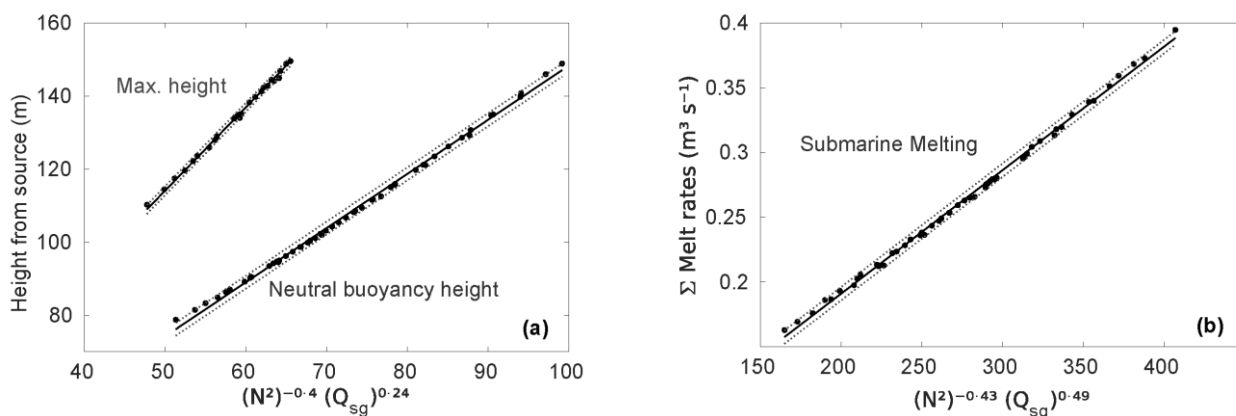 160
140
120
100
80
Height from source (m)
Max. height
Neutral buoyancy height
(a)
40 50 60 70 80 90 100
(N²)⁻⁰·⁴ (Q_sg)⁰·²⁴
0.4
0.35
0.3
0.25
0.2
Σ Melt rates (m³ s⁻¹)
Submarine Melting
(b)
150 200 250 300 350 400
(N²)⁻⁰·⁴³ (Q_sg)⁰·⁴⁹